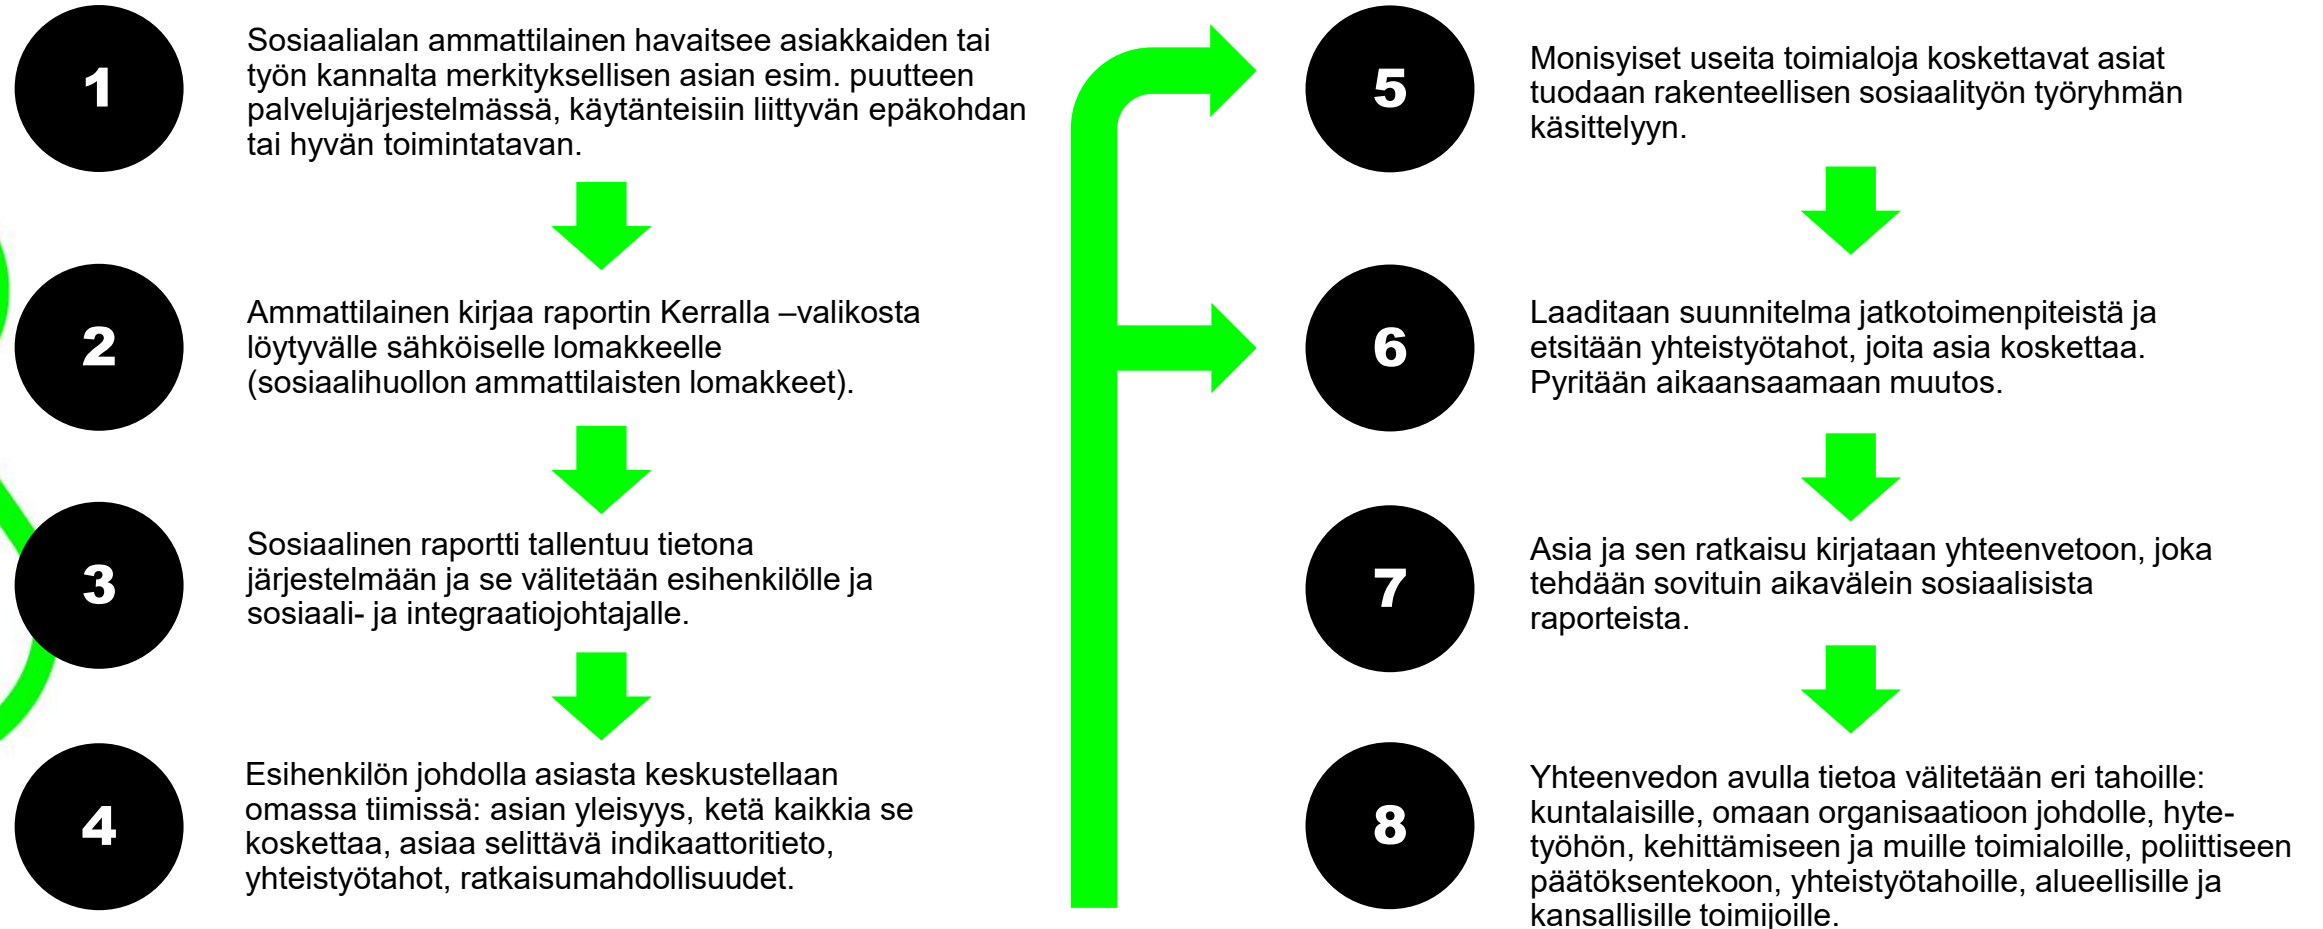 1
Sosiaalialan ammattilainen havaitsee asiakkaiden tai
työn kannalta merkityksellisen asian esim. puutteen
palvelujärjestelmässä, käytänteisiin liittyvän epäkohdan
tai hyvän toimintatavan.
2
Ammattilainen kirjaa raportin Kerralla –valikosta
löytyvälle sähköiselle lomakkeelle
(sosiaalihuollon ammattilaisten lomakkeet).
3
Sosiaalinen raportti tallentuu tietona
järjestelmään ja se välitetään esihenkilölle ja
sosiaali- ja integraatiojohtajalle.
4
Esihenkilön johdolla asiasta keskustellaan
omassa tiimissä: asian yleisyys, ketä kaikkia se
koskettaa, asiaa selittävä indikaattoritieto,
yhteistyötahot, ratkaisumahdollisuudet.
5
Monisyiset useita toimialoja koskettavat asiat
tuodaan rakenteellisen sosiaalityön työryhmän
käsittelyyn.
6
Laaditaan suunnitelma jatkotoimenpiteistä ja
etsitään yhteistyötahot, joita asia koskettaa.
Pyritään aikaansaamaan muutos.
7
Asia ja sen ratkaisu kirjataan yhteenvetoon, joka
tehdään sovituin aikavälein sosiaalisista
raporteista.
8
Yhteenvedon avulla tietoa välitetään eri tahoille:
kuntalaisille, omaan organisaatioon johdolle, hyte-
työhön, kehittämiseen ja muille toimialoille, poliittiseen
päätöksentekoon, yhteistyötahoille, alueellisille ja
kansallisille toimijoille.